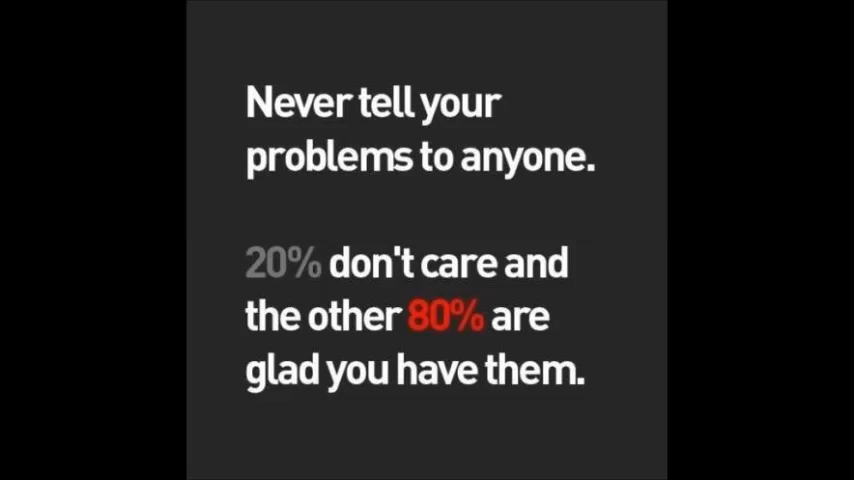 Never tell your
problems to anyone.
20% don't care and
the other 80% are
glad you have them.